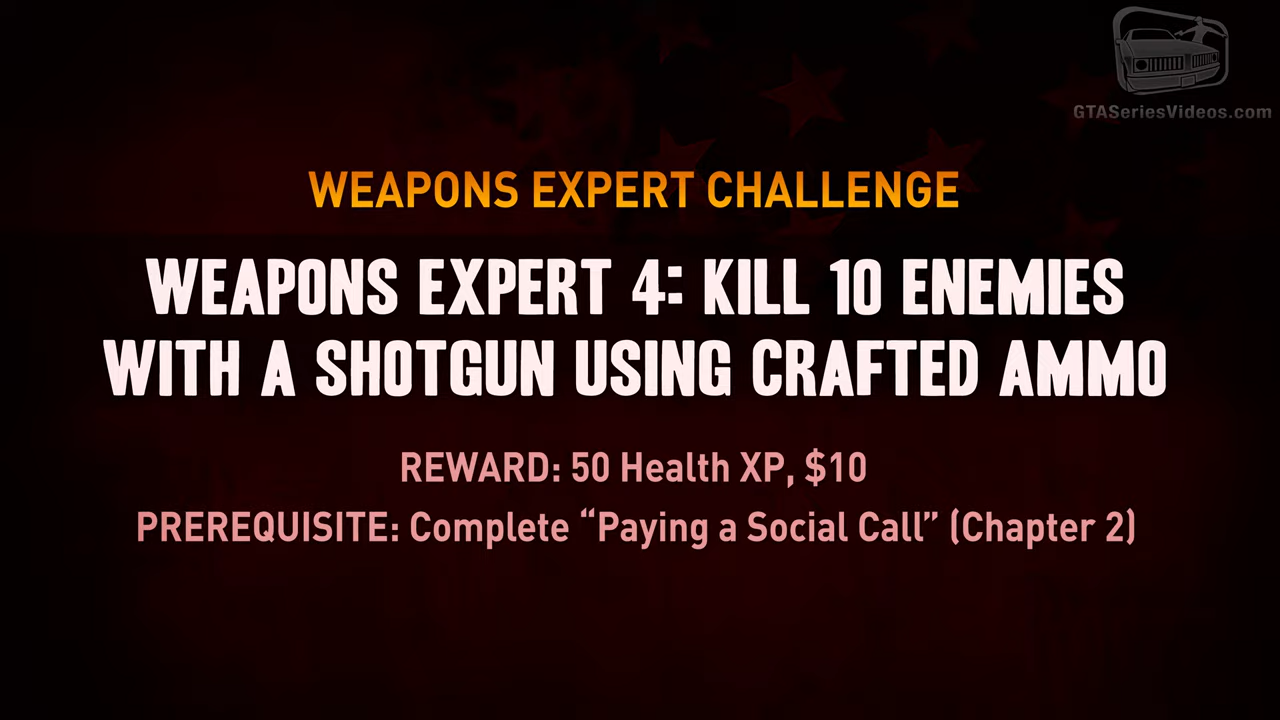 GTASeriesVideos.com
WEAPONS EXPERT CHALLENGE
WEAPONS EXPERT 4: KILL 10 ENEMIES
WITH A SHOTGUN USING CRAFTED AMMO
REWARD: 50 Health XP, $10
PREREQUISITE: Complete “Paying a Social Call” (Chapter 2)